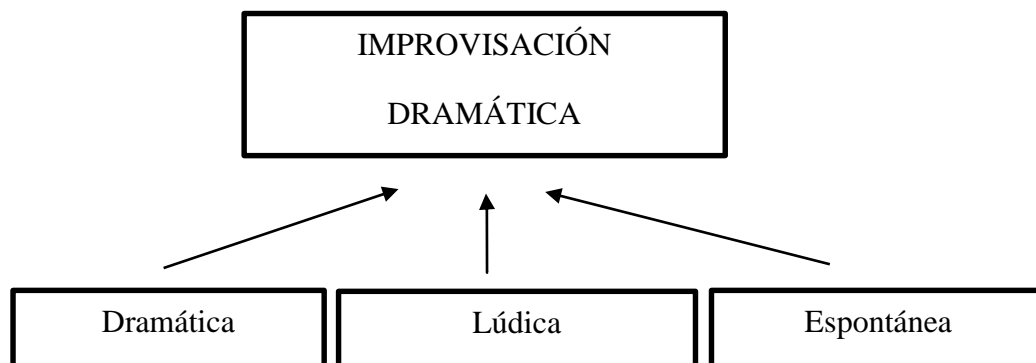 IMPROVISACIÓN
DRAMÁTICA
Dramática
Lúdica
Espontánea